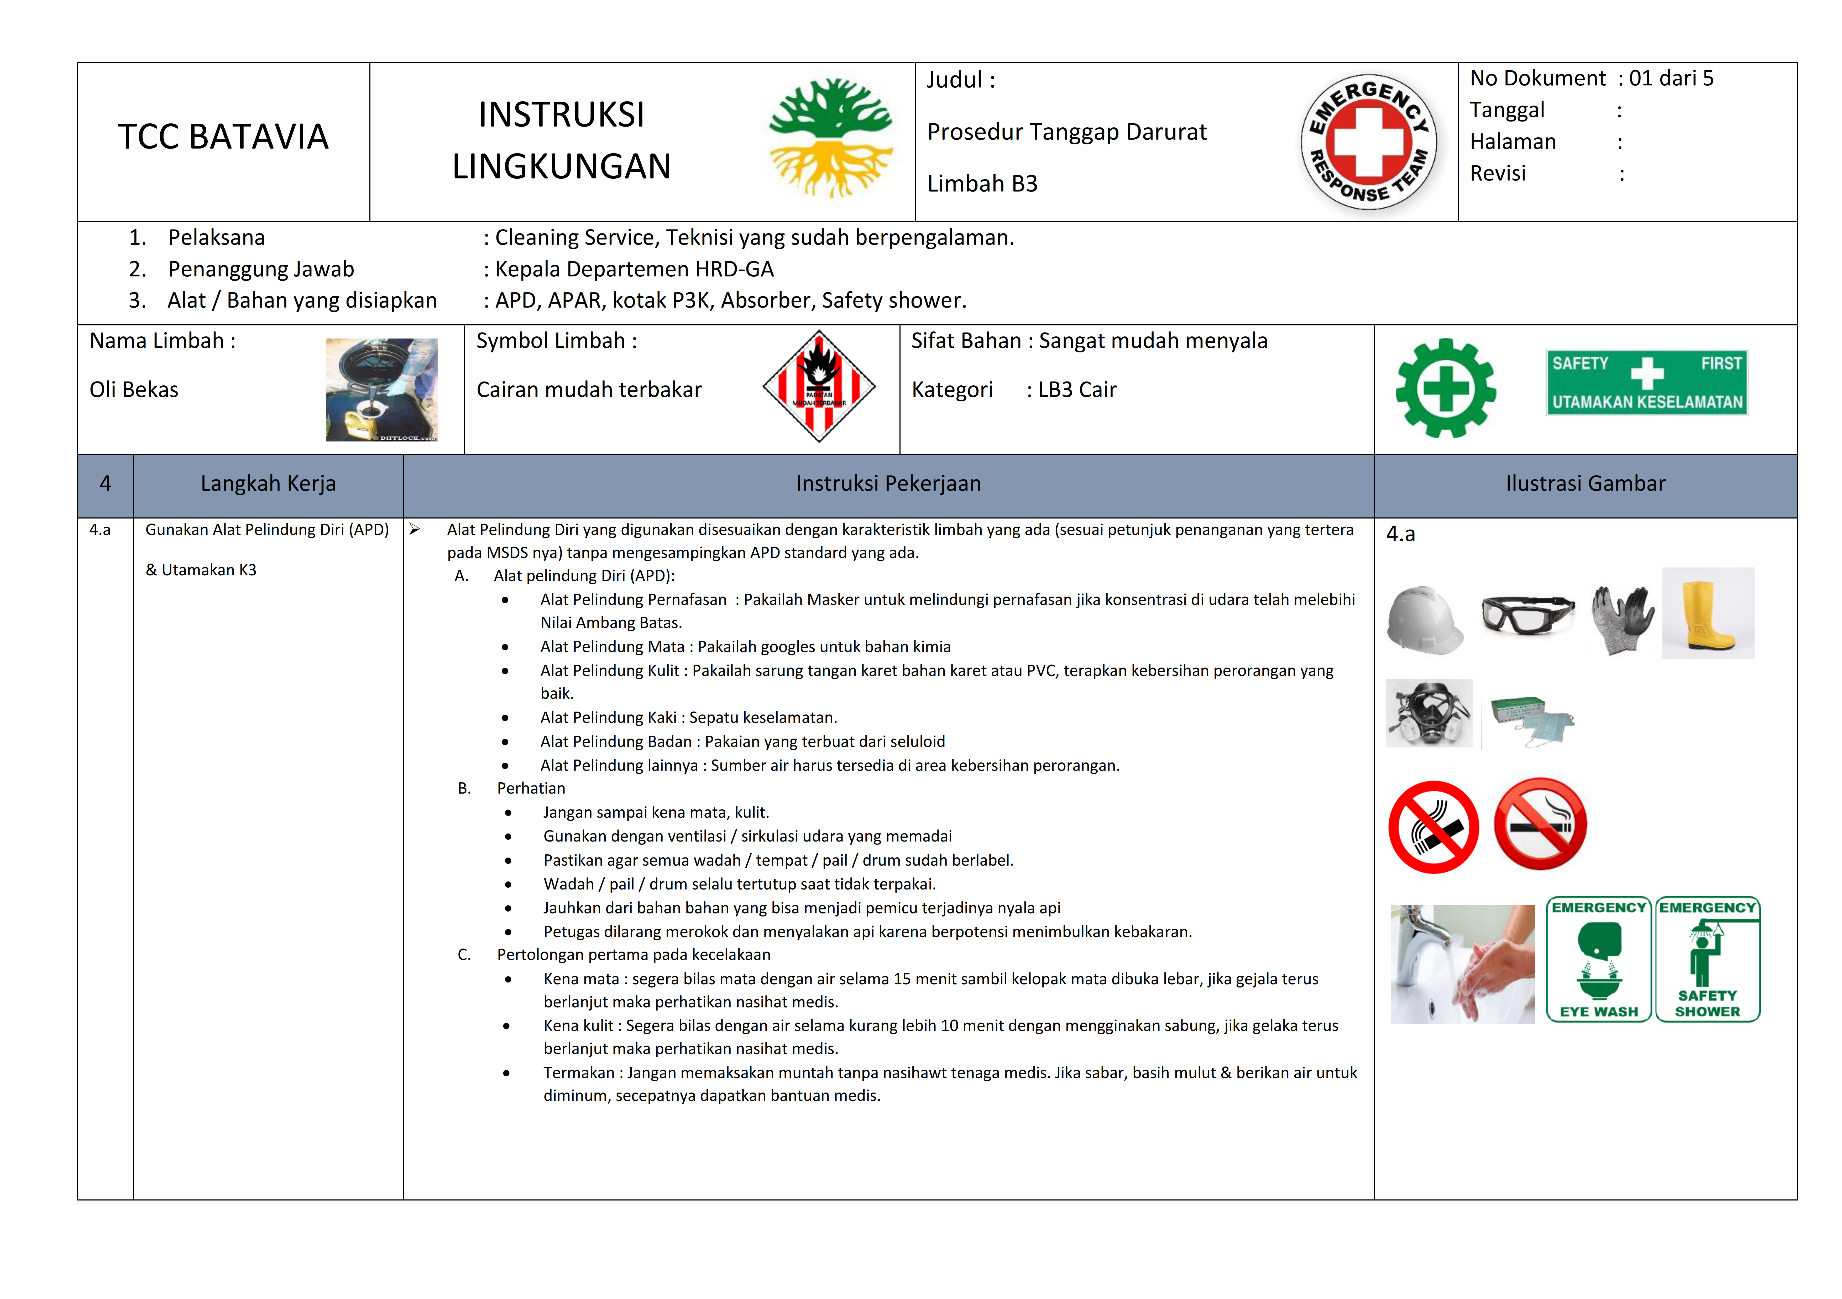 TCC BATAVIA
INSTRUKSI
LINGKUNGAN
Judul :
Prosedur Tanggap Darurat
Limbah B3
EMERGENCY
RESPONSE TEAM
No Dokument : 01 dari 5
Tanggal :
Halaman :
Revisi :
1. Pelaksana : Cleaning Service, Teknisi yang sudah berpengalaman.
2. Penanggung Jawab : Kepala Departemen HRD-GA
3. Alat / Bahan yang disiapkan : APD, APAR, kotak P3K, Absorber, Safety shower.
Nama Limbah :
Oli Bekas
© DIFFLOCK.com
Symbol Limbah :
Cairan mudah terbakar
PADATAN
MUDAH TERBAKAR
Sifat Bahan : Sangat mudah menyala
Kategori : LB3 Cair
SAFETY FIRST
UTAMAKAN KESELAMATAN
4 Langkah Kerja Instruksi Pekerjaan Ilustrasi Gambar
4.a Gunakan Alat Pelindung Diri (APD)
& Utamakan K3
➢ Alat Pelindung Diri yang digunakan disesuaikan dengan karakteristik limbah yang ada (sesuai petunjuk penanganan yang tertera
pada MSDS nya) tanpa mengesampingkan APD standard yang ada.
A. Alat pelindung Diri (APD):
• Alat Pelindung Pernafasan : Pakailah Masker untuk melindungi pernafasan jika konsentrasi di udara telah melebihi
Nilai Ambang Batas.
• Alat Pelindung Mata : Pakailah googles untuk bahan kimia
• Alat Pelindung Kulit : Pakailah sarung tangan karet bahan karet atau PVC, terapkan kebersihan perorangan yang
baik.
• Alat Pelindung Kaki : Sepatu keselamatan.
• Alat Pelindung Badan : Pakaian yang terbuat dari seluloid
• Alat Pelindung lainnya : Sumber air harus tersedia di area kebersihan perorangan.
B. Perhatian
• Jangan sampai kena mata, kulit.
• Gunakan dengan ventilasi / sirkulasi udara yang memadai
• Pastikan agar semua wadah / tempat / pail / drum sudah berlabel.
• Wadah / pail / drum selalu tertutup saat tidak terpakai.
• Jauhkan dari bahan bahan yang bisa menjadi pemicu terjadinya nyala api
• Petugas dilarang merokok dan menyalakan api karena berpotensi menimbulkan kebakaran.
C. Pertolongan pertama pada kecelakaan
• Kena mata : segera bilas mata dengan air selama 15 menit sambil kelopak mata dibuka lebar, jika gejala terus
berlanjut maka perhatikan nasihat medis.
• Kena kulit : Segera bilas dengan air selama kurang lebih 10 menit dengan mengginakan sabung, jika gelaka terus
berlanjut maka perhatikan nasihat medis.
• Termakan : Jangan memaksakan muntah tanpa nasihawt tenaga medis. Jika sabar, basih mulut & berikan air untuk
diminum, secepatnya dapatkan bantuan medis.
4.a
EMERGENCY
EYE WASH
EMERGENCY
SAFETY
SHOWER